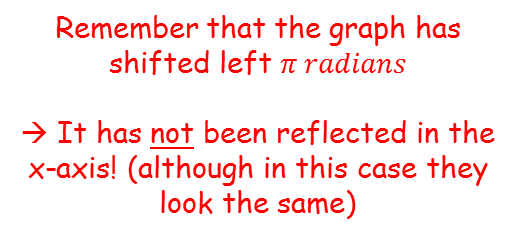 Remember that the graph has
shifted left π radians
→ It has not been reflected in the
x-axis! (although in this case they
look the same)